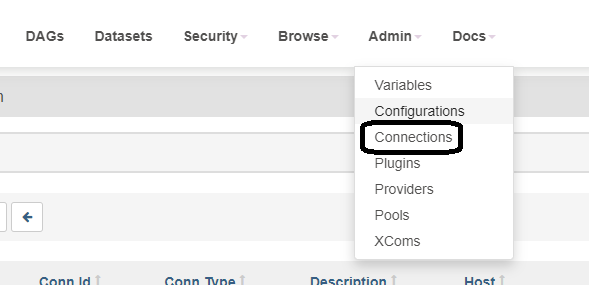 DAGs Datasets Security Browse Admin Docs
Variables
Configurations
Connections
Plugins
Providers
Pools
XComs
Conn Id Conn Type Description Host